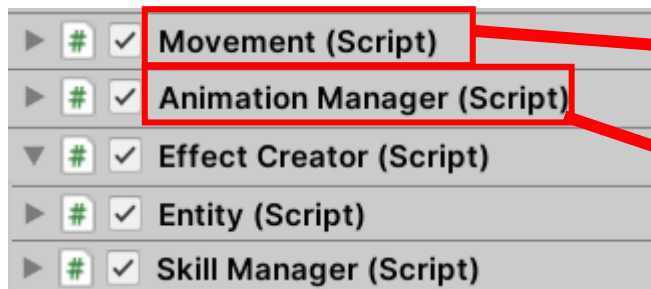 # Movement (Script)
# Animation Manager (Script)
# Effect Creator (Script)
# Entity (Script)
# Skill Manager (Script)